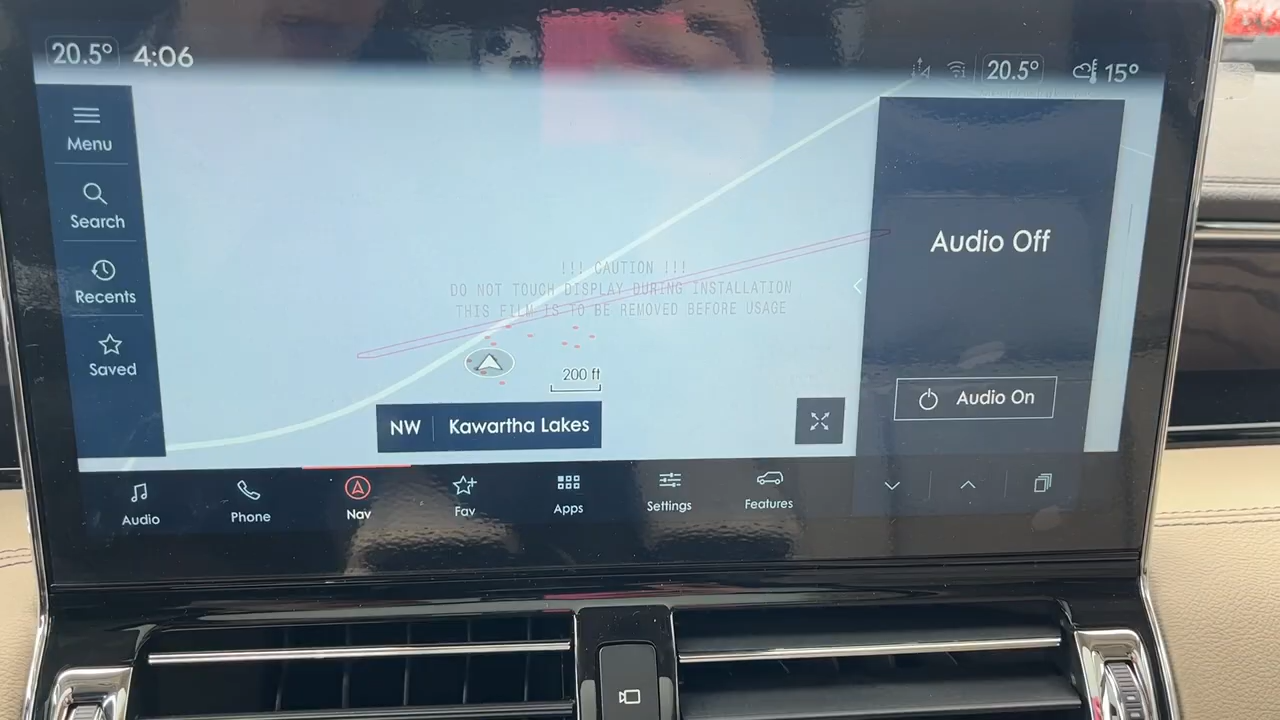 20.5° 4:06
20.5° 15°
Menu
Search
Recents
Saved
!!! CAUTION !!!
DO NOT TOUCH DISPLAY DURING INSTALLATION
THIS FILM IS TO BE REMOVED BEFORE USAGE
200 ft
NW Kawartha Lakes
Audio Off
Audio On
Audio
Phone
Nav
Fav
Apps
Settings
Features